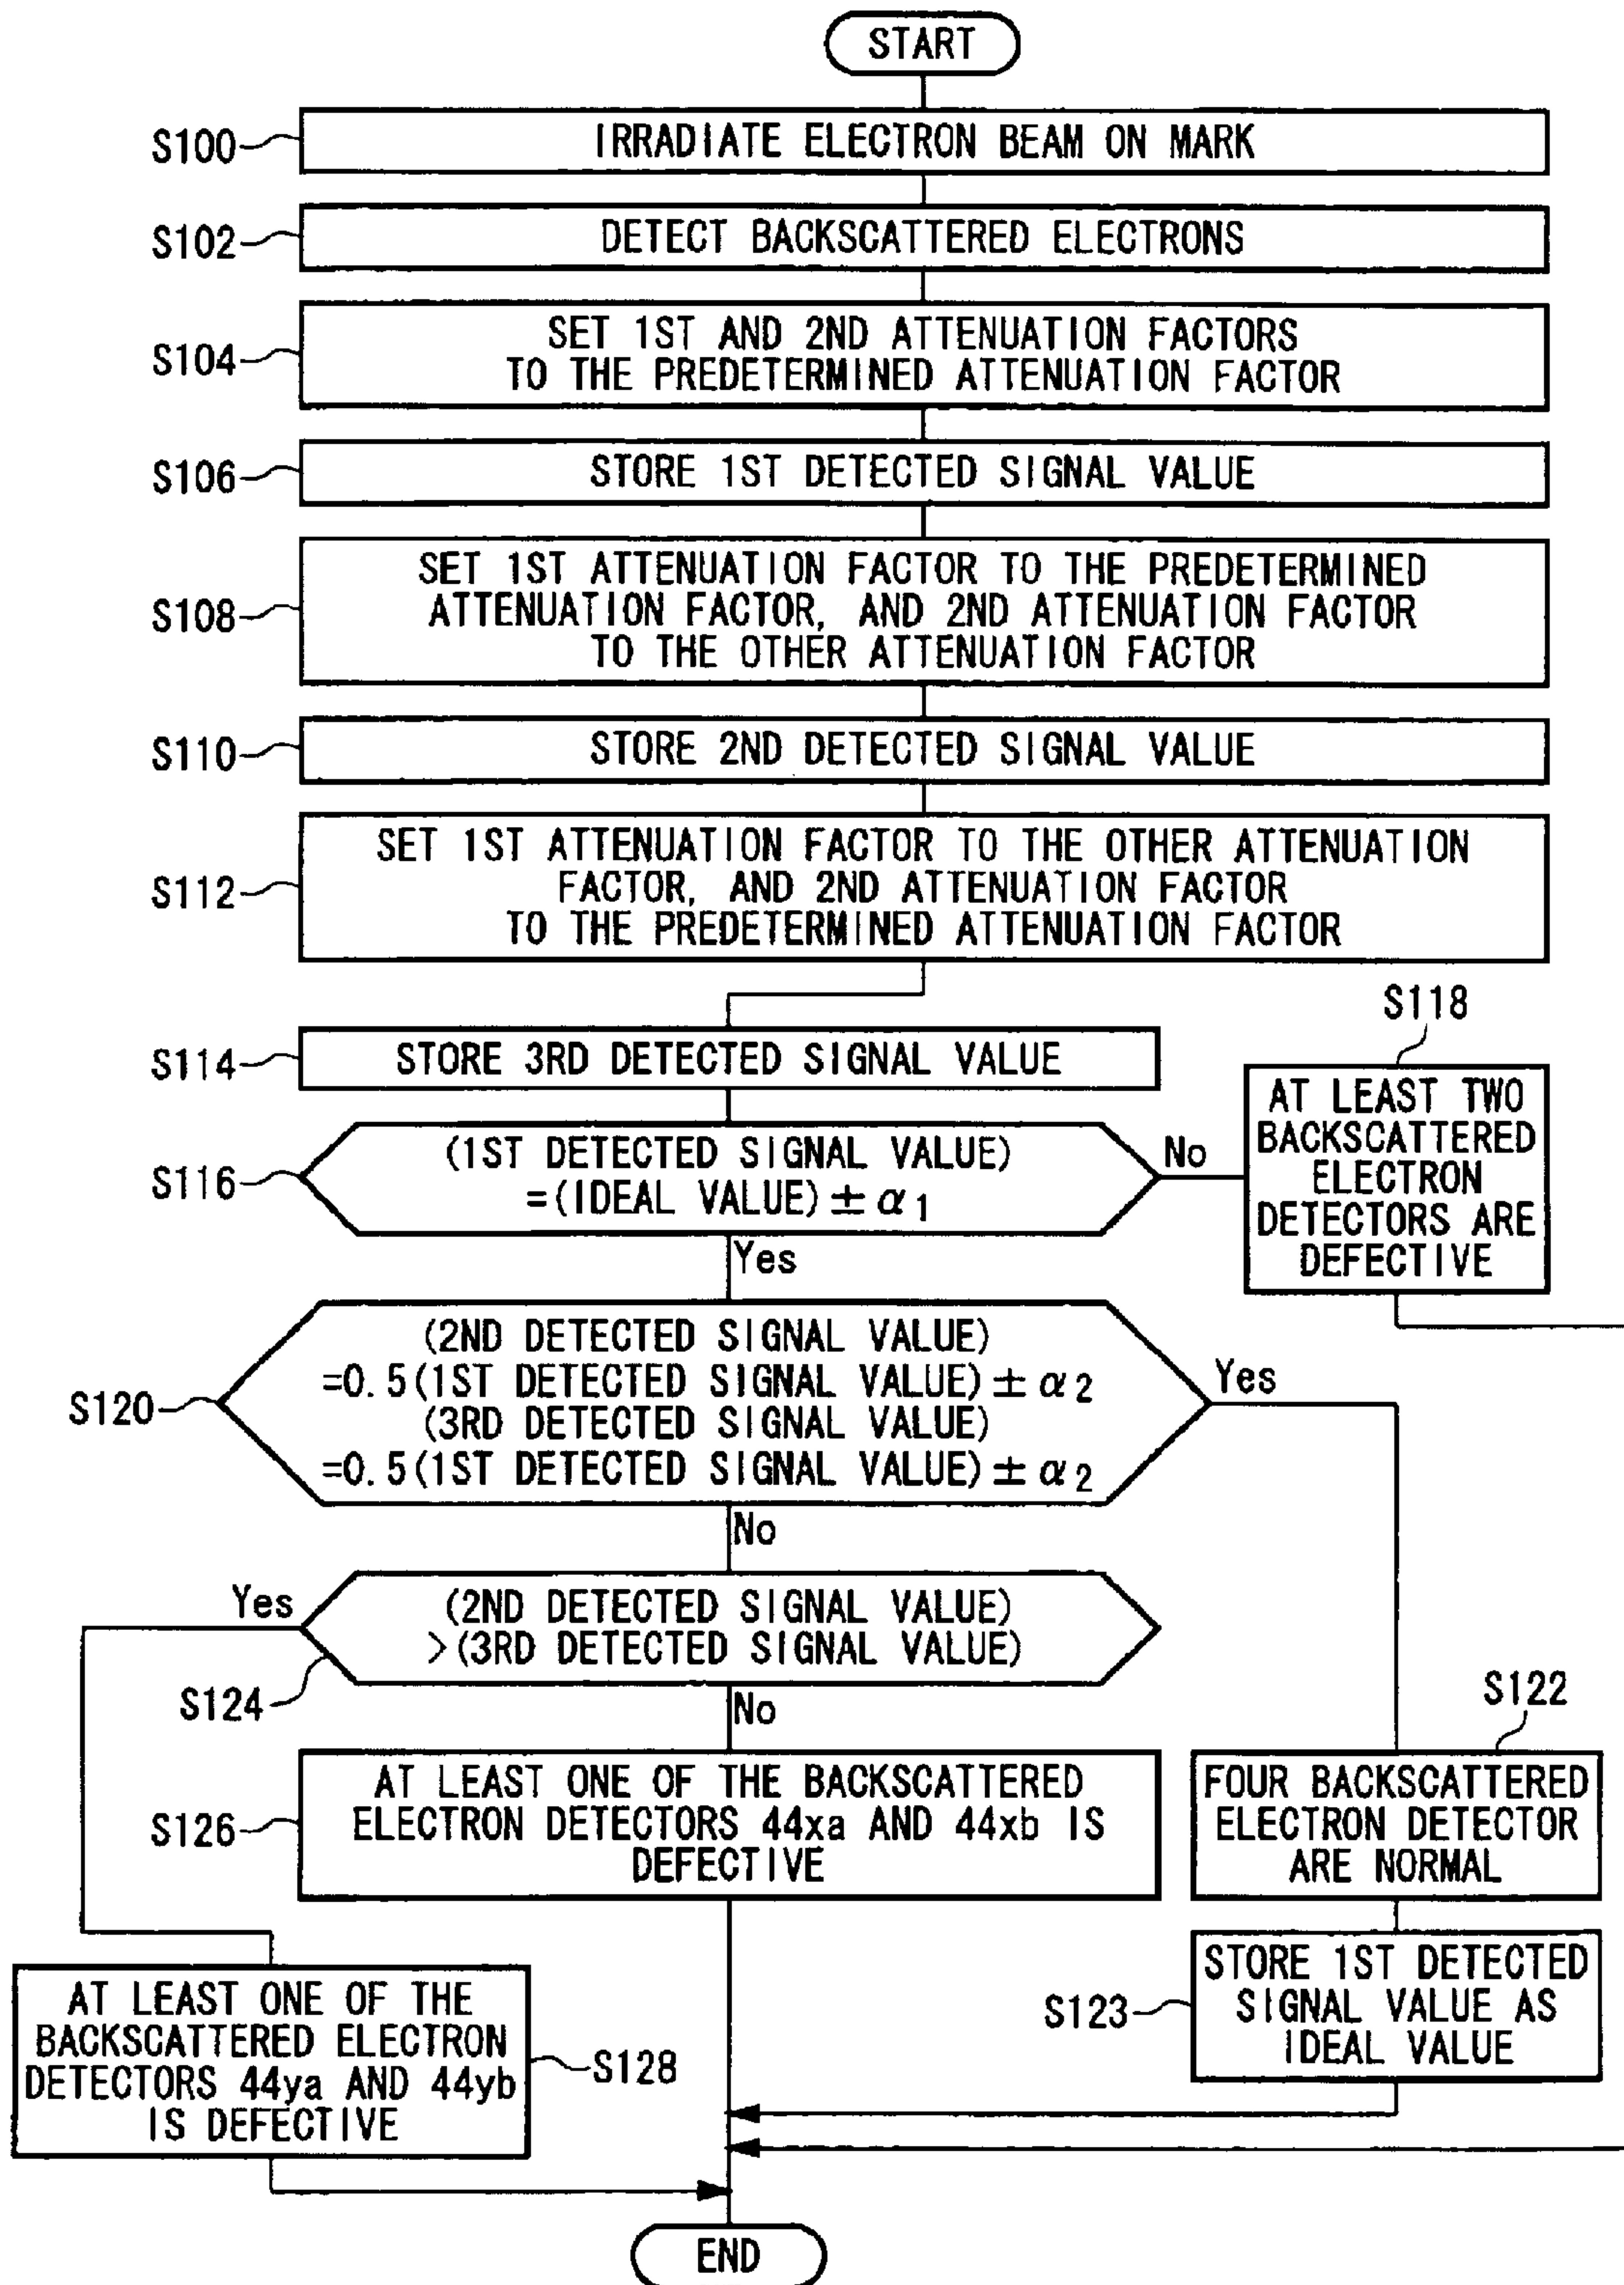 START
S100
IRRADIATE ELECTRON BEAM ON MARK
S102
DETECT BACKSCATTERED ELECTRONS
S104
SET 1ST AND 2ND ATTENUATION FACTORS
TO THE PREDETERMINED ATTENUATION FACTOR
S106
STORE 1ST DETECTED SIGNAL VALUE
S108
SET 1ST ATTENUATION FACTOR TO THE PREDETERMINED
ATTENUATION FACTOR, AND 2ND ATTENUATION FACTOR
TO THE OTHER ATTENUATION FACTOR
S110
STORE 2ND DETECTED SIGNAL VALUE
S112
SET 1ST ATTENUATION FACTOR TO THE OTHER ATTENUATION
FACTOR, AND 2ND ATTENUATION FACTOR
TO THE PREDETERMINED ATTENUATION FACTOR
S114
STORE 3RD DETECTED SIGNAL VALUE
S116
(1ST DETECTED SIGNAL VALUE)
=(IDEAL VALUE)±α1
No
S118
AT LEAST TWO
BACKSCATTERED
ELECTRON
DETECTORS ARE
DEFECTIVE
Yes
S120
(2ND DETECTED SIGNAL VALUE)
=0.5(1ST DETECTED SIGNAL VALUE)±α2
(3RD DETECTED SIGNAL VALUE)
=0.5(1ST DETECTED SIGNAL VALUE)±α2
Yes
No
Yes
(2ND DETECTED SIGNAL VALUE)
>(3RD DETECTED SIGNAL VALUE)
S124
No
S122
FOUR BACKSCATTERED
ELECTRON DETECTOR
ARE NORMAL
S126
AT LEAST ONE OF THE BACKSCATTERED
ELECTRON DETECTORS 44xa AND 44xb IS
DEFECTIVE
S123
STORE 1ST DETECTED
SIGNAL VALUE AS
IDEAL VALUE
AT LEAST ONE OF THE
BACKSCATTERED ELECTRON
DETECTORS 44ya AND 44yb
IS DEFECTIVE
S128
END